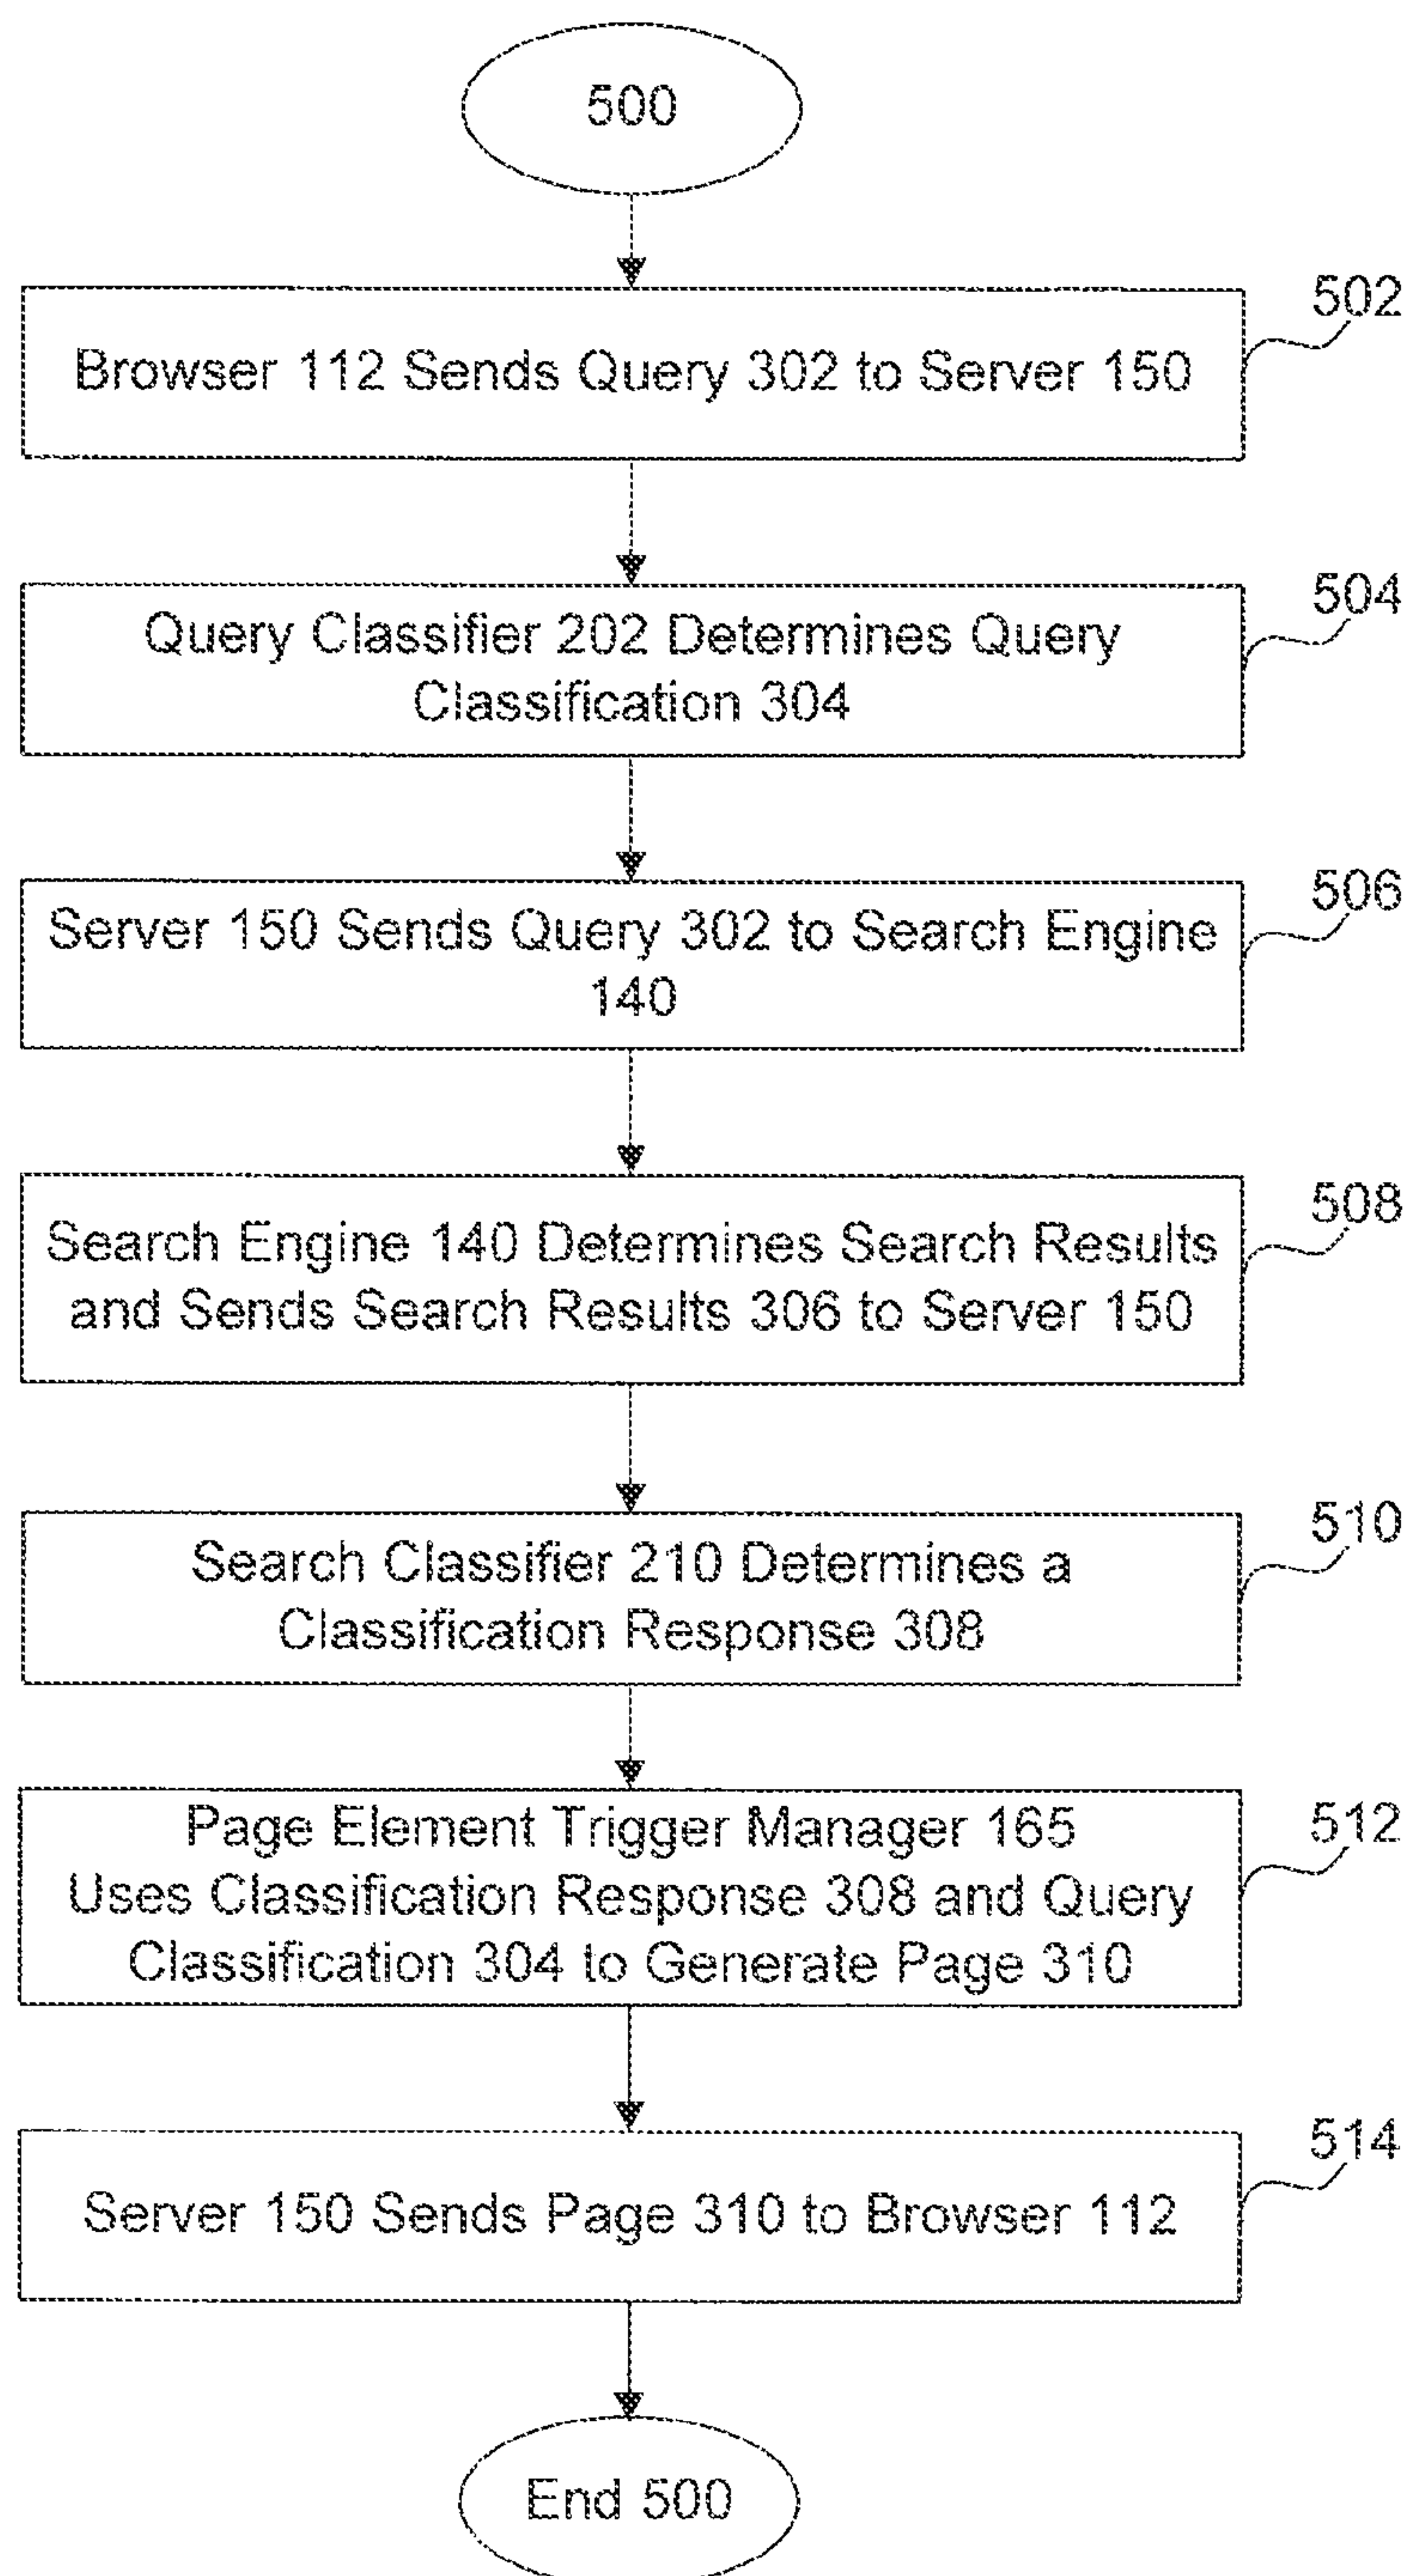 500
502
Browser 112 Sends Query 302 to Server 150
504
Query Classifier 202 Determines Query
Classification 304
506
Server 150 Sends Query 302 to Search Engine
140
508
Search Engine 140 Determines Search Results
and Sends Search Results 306 to Server 150
510
Search Classifier 210 Determines a
Classification Response 308
512
Page Element Trigger Manager 165
Uses Classification Response 308 and Query
Classification 304 to Generate Page 310
514
Server 150 Sends Page 310 to Browser 112
End 500